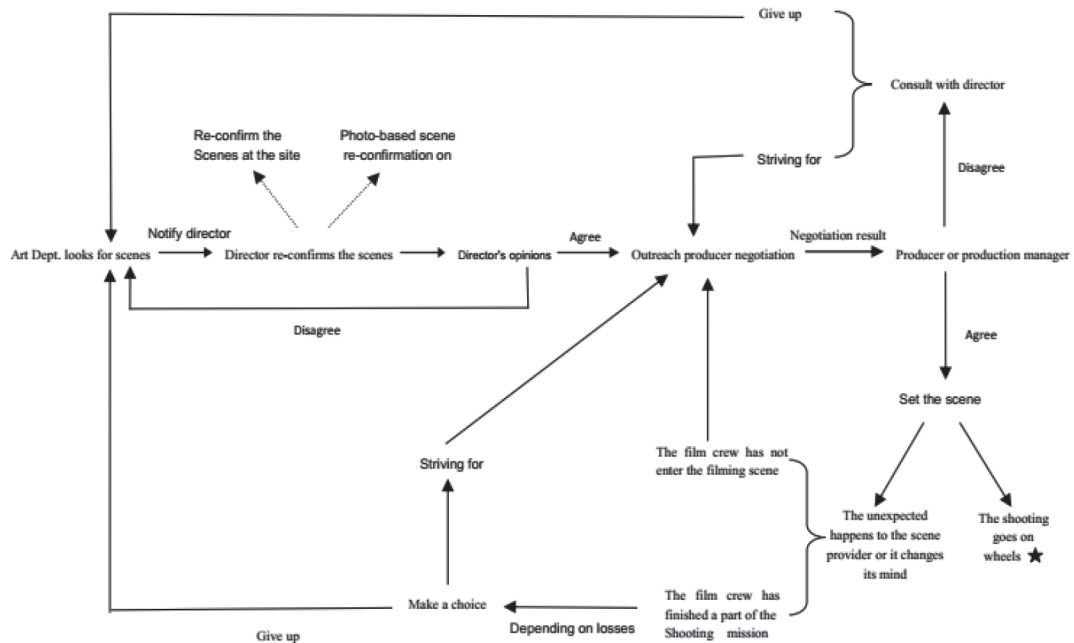 Give up
Consult with director
Re-confirm the
Scenes at the site
Photo-based scene
re-confirmation on
Striving for
Disagree
Notify director
Agree
Negotiation result
Art Dept. looks for scenes
Director re-confirms the scenes
Director's opinions
Outreach producer negotiation
Producer or production manager
Disagree
Agree
Set the scene
Striving for
The film crew has not
enter the filming scene
The unexpected
happens to the scene
provider or it changes
its mind
The shooting
goes on
wheels ★
Make a choice
Depending on losses
The film crew has
finished a part of the
Shooting mission
Give up